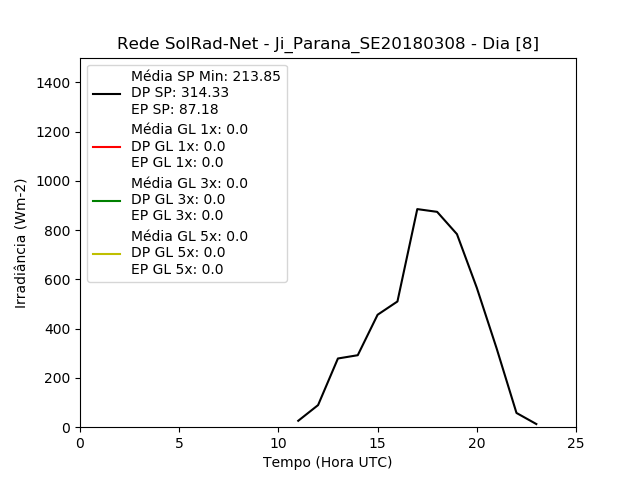 Rede SolRad-Net - Ji_Parana_SE20180308 - Dia [8]
Média SP Min: 213.85
DP SP: 314.33
EP SP: 87.18
Média GL 1x: 0.0
DP GL 1x: 0.0
EP GL 1x: 0.0
Média GL 3x: 0.0
DP GL 3x: 0.0
EP GL 3x: 0.0
Média GL 5x: 0.0
DP GL 5x: 0.0
EP GL 5x: 0.0
Irradiância (Wm-2)
1400
1200
1000
800
600
400
200
0
0 5 10 15 20 25
Tempo (Hora UTC)